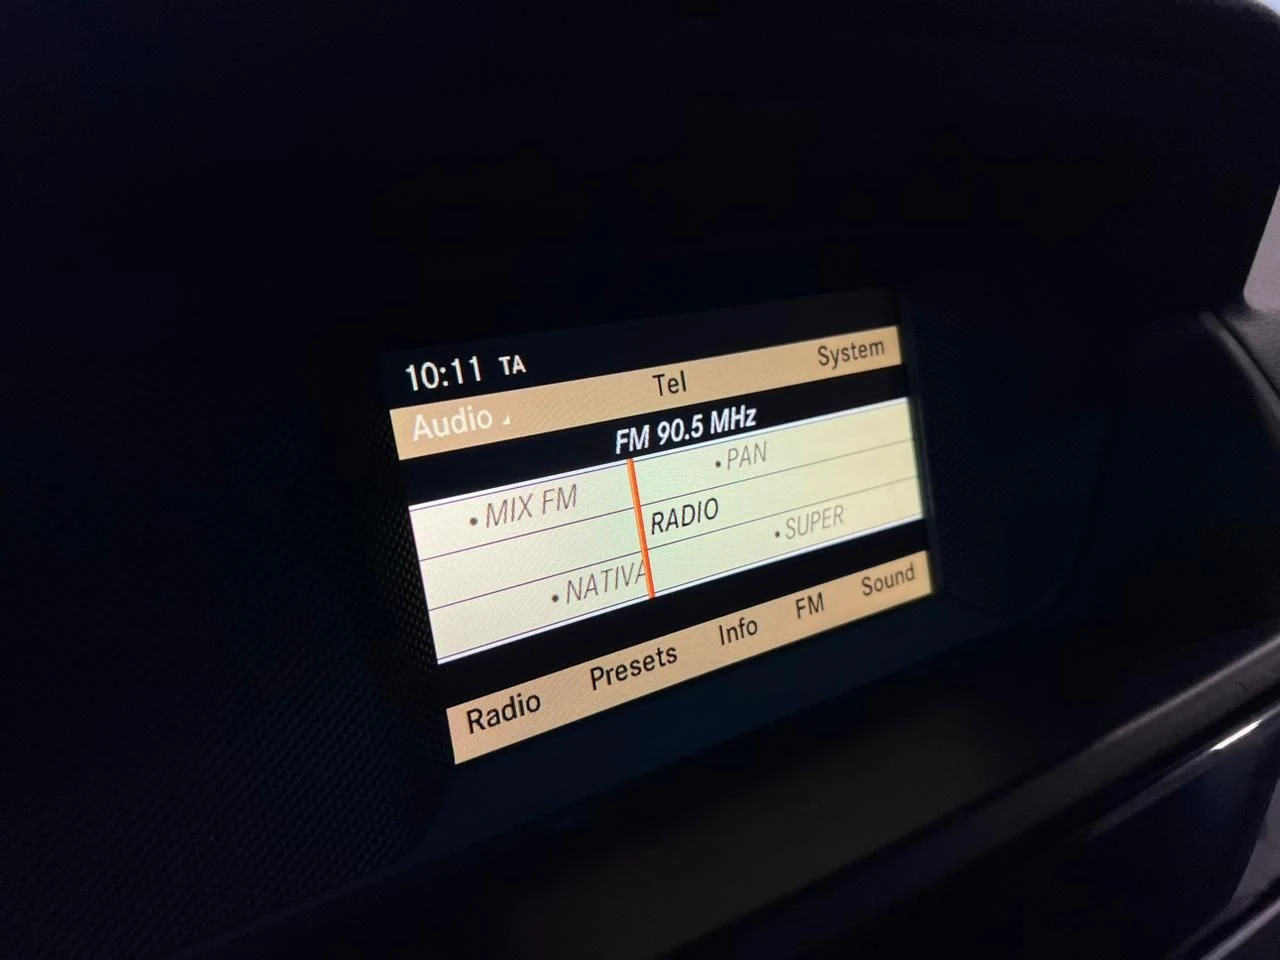 10:11 TA
Audio Tel System
FM 90.5 MHz
• PAN
• MIX FM
RADIO
• SUPER
• NATIVA
Radio Presets Info FM Sound